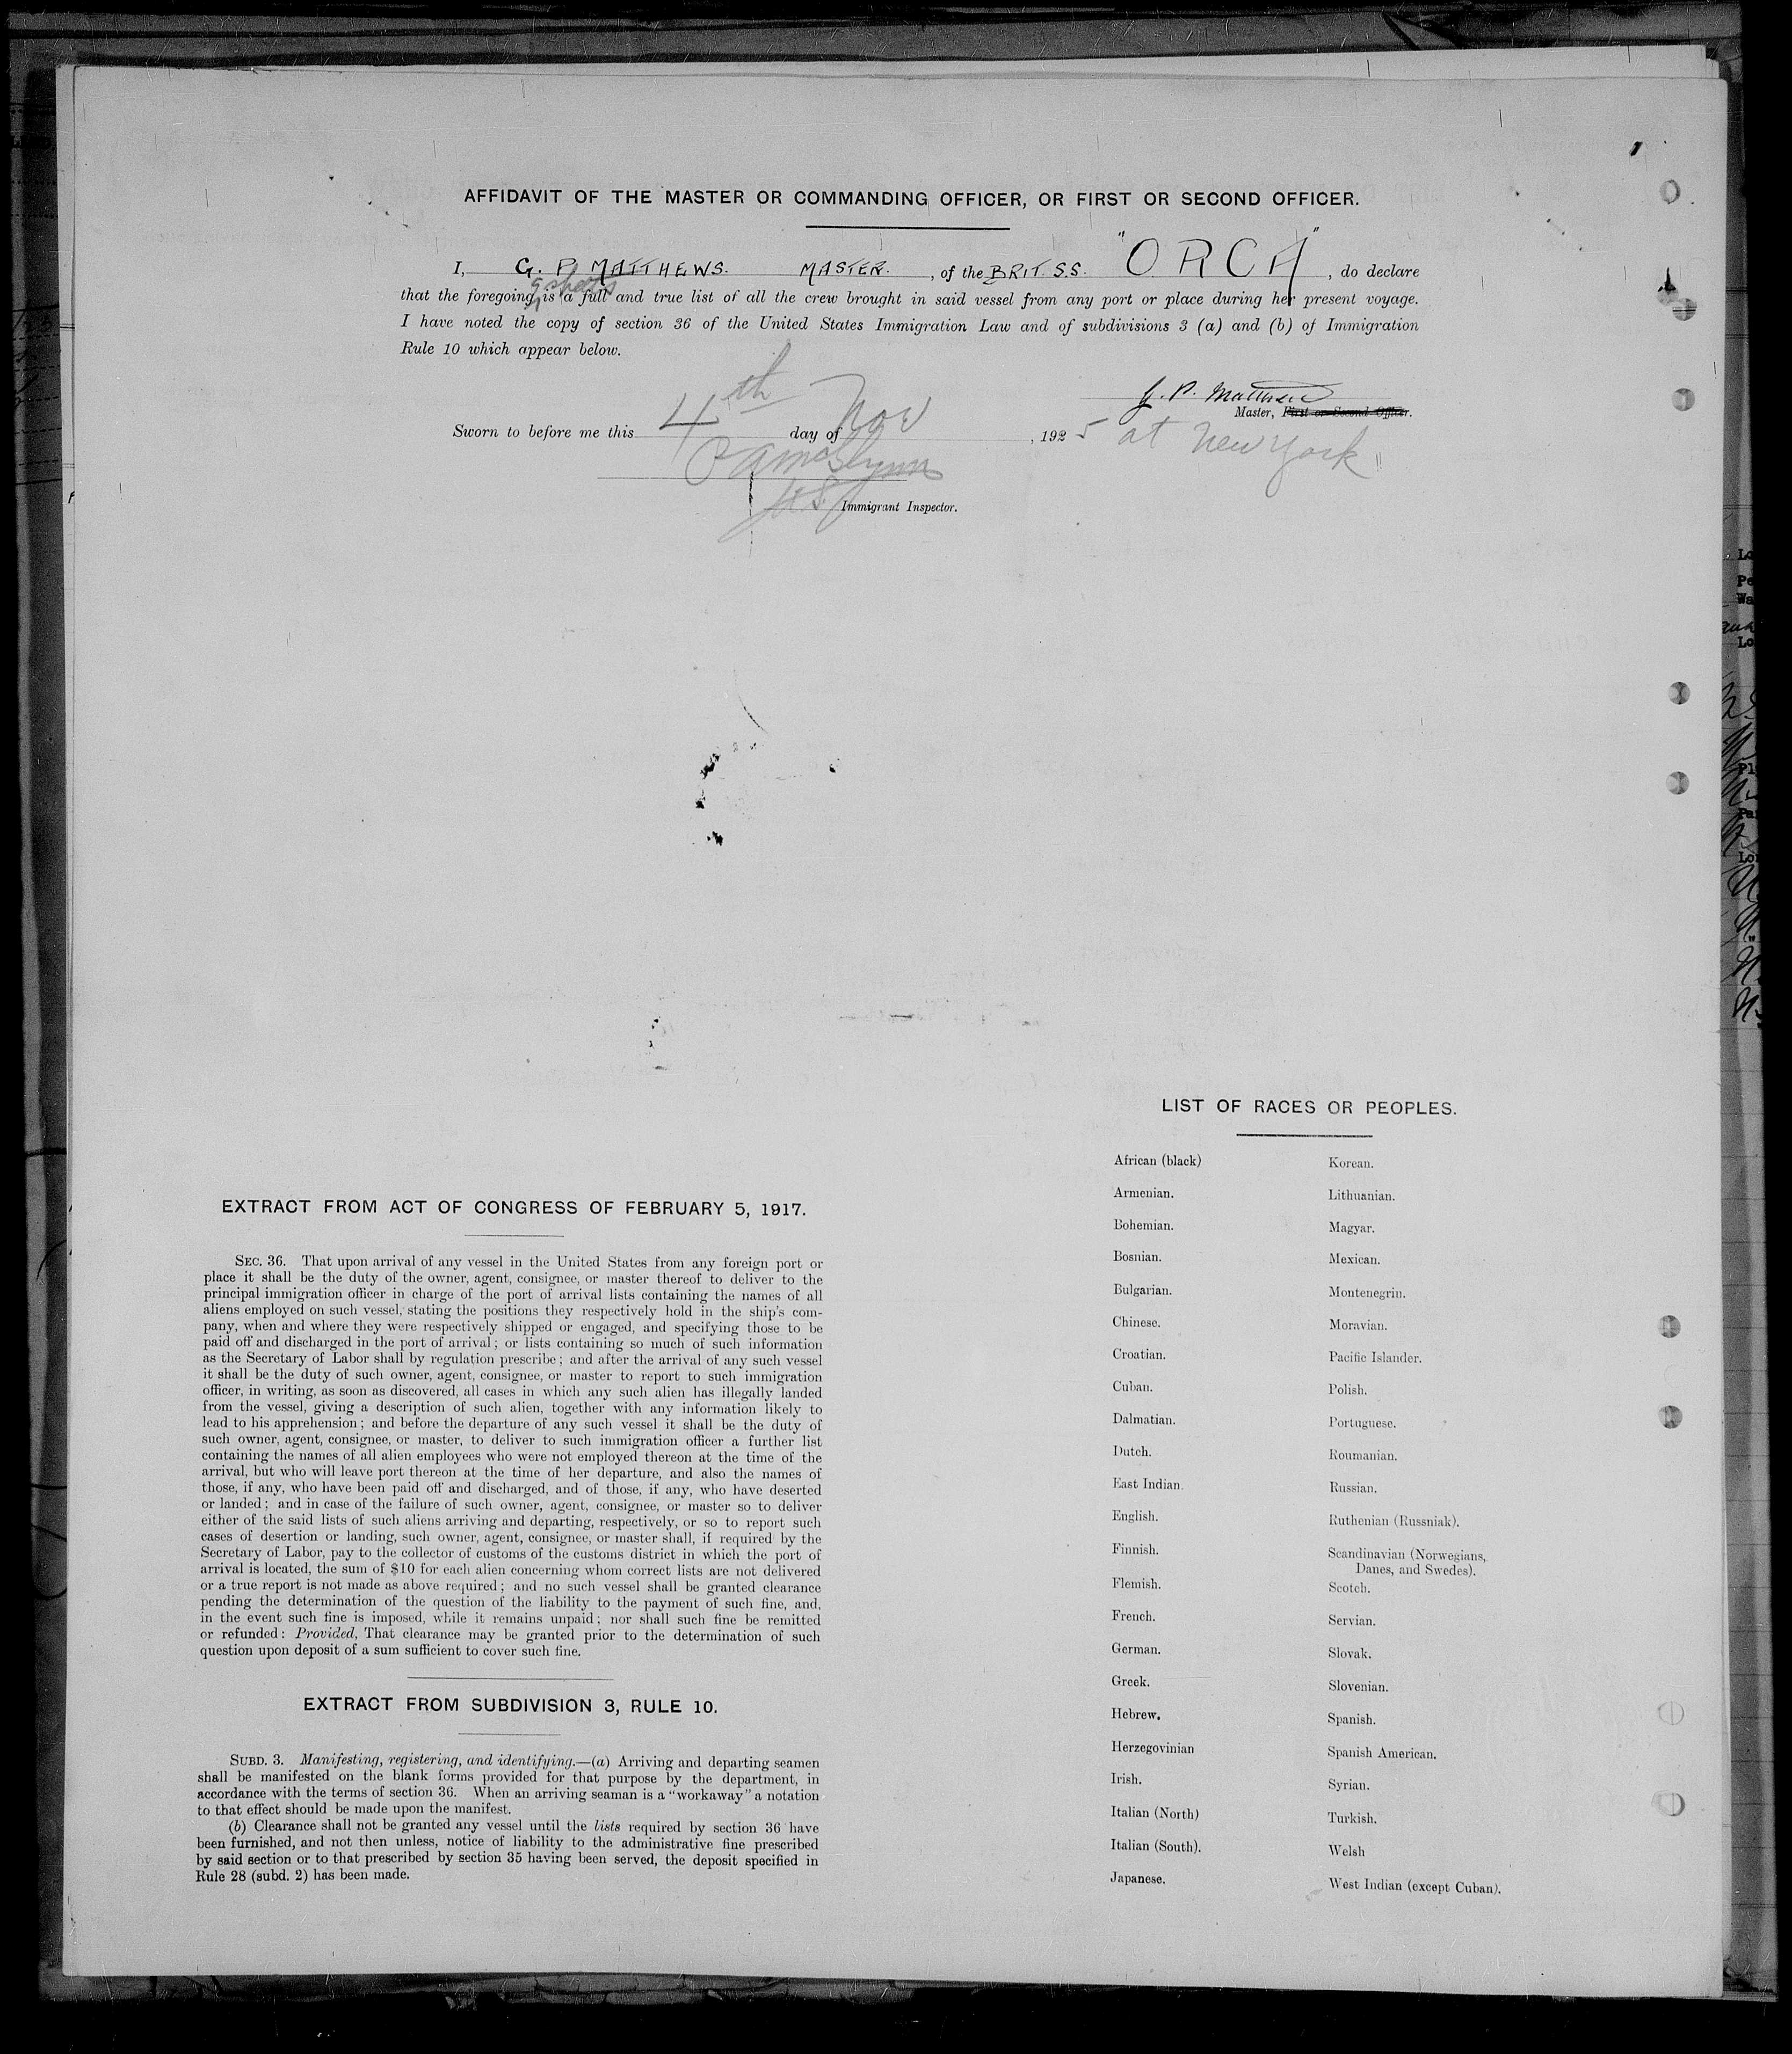 AFFIDAVIT OF THE MASTER OR COMMANDING OFFICER, OR FIRST OR SECOND OFFICER.
I, G. P. MATTHEWS. MASTER. , of the BRIT. S.S. "ORCA" , do declare
9 sheets
that the foregoing is a full and true list of all the crew brought in said vessel from any port or place during her present voyage.
I have noted the copy of section 36 of the United States Immigration Law and of subdivisions 3 (a) and (b) of Immigration
Rule 10 which appear below.
G. P. Matthews
Master, First or Second Officer.
Sworn to before me this 4th day of Nov , 1925 at New York
Immigrant Inspector.
EXTRACT FROM ACT OF CONGRESS OF FEBRUARY 5, 1917.
SEC. 36. That upon arrival of any vessel in the United States from any foreign port or
place it shall be the duty of the owner, agent, consignee, or master thereof to deliver to the
principal immigration officer in charge of the port of arrival lists containing the names of all
aliens employed on such vessel, stating the positions they respectively hold in the ship's com-
pany, when and where they were respectively shipped or engaged, and specifying those to be
paid off and discharged in the port of arrival; or lists containing so much of such information
as the Secretary of Labor shall by regulation prescribe; and after the arrival of any such vessel
it shall be the duty of such owner, agent, consignee, or master to report to such immigration
officer, in writing, as soon as discovered, all cases in which any such alien has illegally landed
from the vessel, giving a description of such alien, together with any information likely to
lead to his apprehension; and before the departure of any such vessel it shall be the duty of
such owner, agent, consignee, or master, to deliver to such immigration officer a further list
containing the names of all alien employees who were not employed thereon at the time of the
arrival, but who will leave port thereon at the time of her departure, and also the names of
those, if any, who have been paid off and discharged, and of those, if any, who have deserted
or landed; and in case of the failure of such owner, agent, consignee, or master so to deliver
either of the said lists of such aliens arriving and departing, respectively, or so to report such
cases of desertion or landing, such owner, agent, consignee, or master shall, if required by the
Secretary of Labor, pay to the collector of customs of the customs district in which the port of
arrival is located, the sum of $10 for each alien concerning whom correct lists are not delivered
or a true report is not made as above required; and no such vessel shall be granted clearance
pending the determination of the question of the liability to the payment of such fine, and,
in the event such fine is imposed, while it remains unpaid; nor shall such fine be remitted
or refunded: Provided, That clearance may be granted prior to the determination of such
question upon deposit of a sum sufficient to cover such fine.
EXTRACT FROM SUBDIVISION 3, RULE 10.
SUBD. 3. Manifesting, registering, and identifying.—(a) Arriving and departing seamen
shall be manifested on the blank forms provided for that purpose by the department, in
accordance with the terms of section 36. When an arriving seaman is a "workaway" a notation
to that effect should be made upon the manifest.
(b) Clearance shall not be granted any vessel until the lists required by section 36 have
been furnished, and not then unless, notice of liability to the administrative fine prescribed
by said section or to that prescribed by section 35 having been served, the deposit specified in
Rule 28 (subd. 2) has been made.
LIST OF RACES OR PEOPLES.
African (black)
Armenian.
Bohemian.
Bosnian.
Bulgarian.
Chinese.
Croatian.
Cuban.
Dalmatian.
Dutch.
East Indian.
English.
Finnish.
Flemish.
French.
German.
Greek.
Hebrew.
Herzegovinian
Irish.
Italian (North)
Italian (South).
Japanese.
Korean.
Lithuanian.
Magyar.
Mexican.
Montenegrin.
Moravian.
Pacific Islander.
Polish.
Portuguese.
Roumanian.
Russian.
Ruthenian (Russniak).
Scandinavian (Norwegians,
Danes, and Swedes).
Scotch.
Servian.
Slovak.
Slovenian.
Spanish.
Spanish American.
Syrian.
Turkish.
Welsh
West Indian (except Cuban).